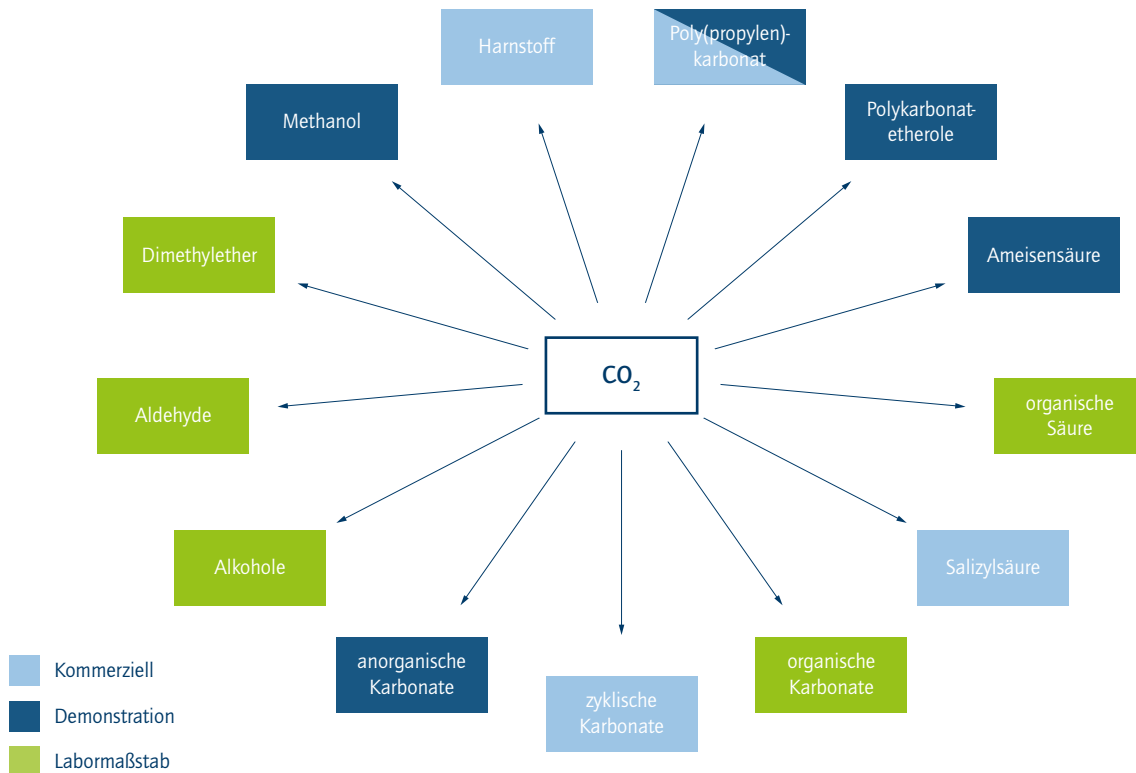 Harnstoff
Poly(propylen)-
karbonat
Methanol
Polykarbonat-
etherole
Dimethylether
Ameisensäure
CO₂
Aldehyde
organische
Säure
Alkohole
Salizylsäure
anorganische
Karbonate
zyklische
Karbonate
organische
Karbonate
Kommerziell
Demonstration
Labormaßstab